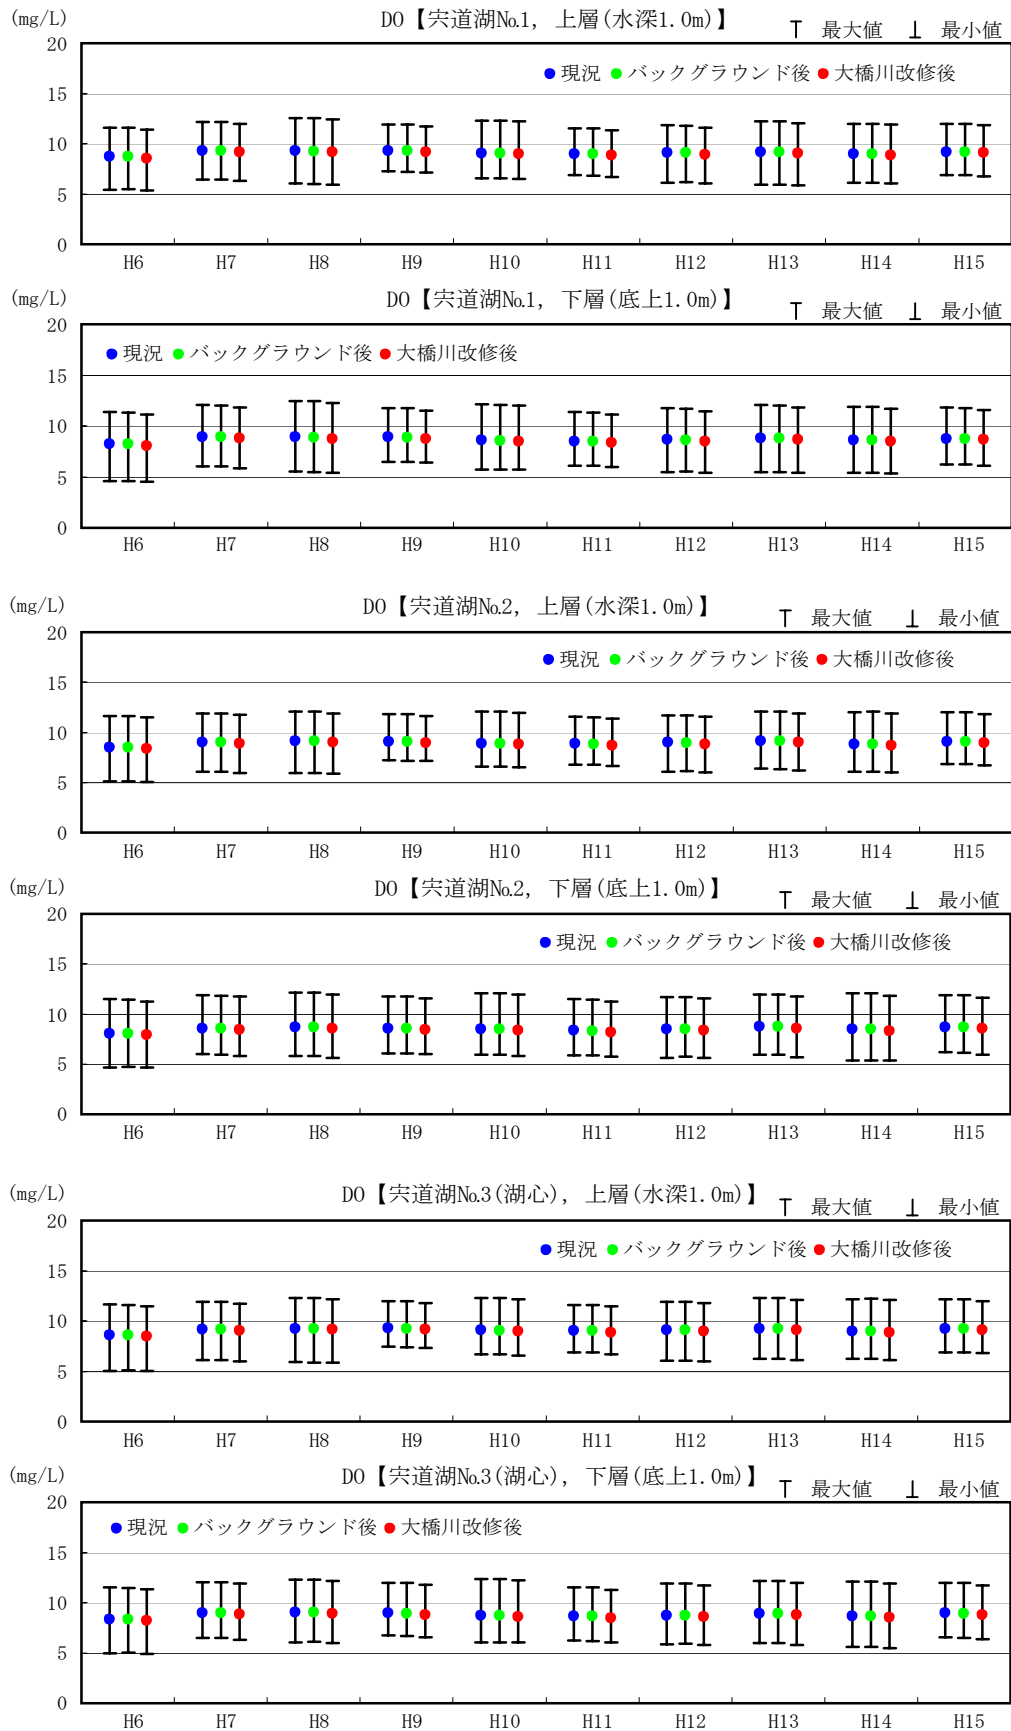 (mg/L) DO【宍道湖No.1, 上層(水深1.0m)】 最大値 最小値
20
● 現況 ● バックグラウンド後 ● 大橋川改修後
15
10
5
0
H6 H7 H8 H9 H10 H11 H12 H13 H14 H15
(mg/L) DO【宍道湖No.1, 下層(底上1.0m)】 最大値 最小値
20
● 現況 ● バックグラウンド後 ● 大橋川改修後
15
10
5
0
H6 H7 H8 H9 H10 H11 H12 H13 H14 H15
(mg/L) DO【宍道湖No.2, 上層(水深1.0m)】 最大値 最小値
20
● 現況 ● バックグラウンド後 ● 大橋川改修後
15
10
5
0
H6 H7 H8 H9 H10 H11 H12 H13 H14 H15
(mg/L) DO【宍道湖No.2, 下層(底上1.0m)】 最大値 最小値
20
● 現況 ● バックグラウンド後 ● 大橋川改修後
15
10
5
0
H6 H7 H8 H9 H10 H11 H12 H13 H14 H15
(mg/L) DO【宍道湖No.3(湖心), 上層(水深1.0m)】 最大値 最小値
20
● 現況 ● バックグラウンド後 ● 大橋川改修後
15
10
5
0
H6 H7 H8 H9 H10 H11 H12 H13 H14 H15
(mg/L) DO【宍道湖No.3(湖心), 下層(底上1.0m)】 最大値 最小値
20
● 現況 ● バックグラウンド後 ● 大橋川改修後
15
10
5
0
H6 H7 H8 H9 H10 H11 H12 H13 H14 H15